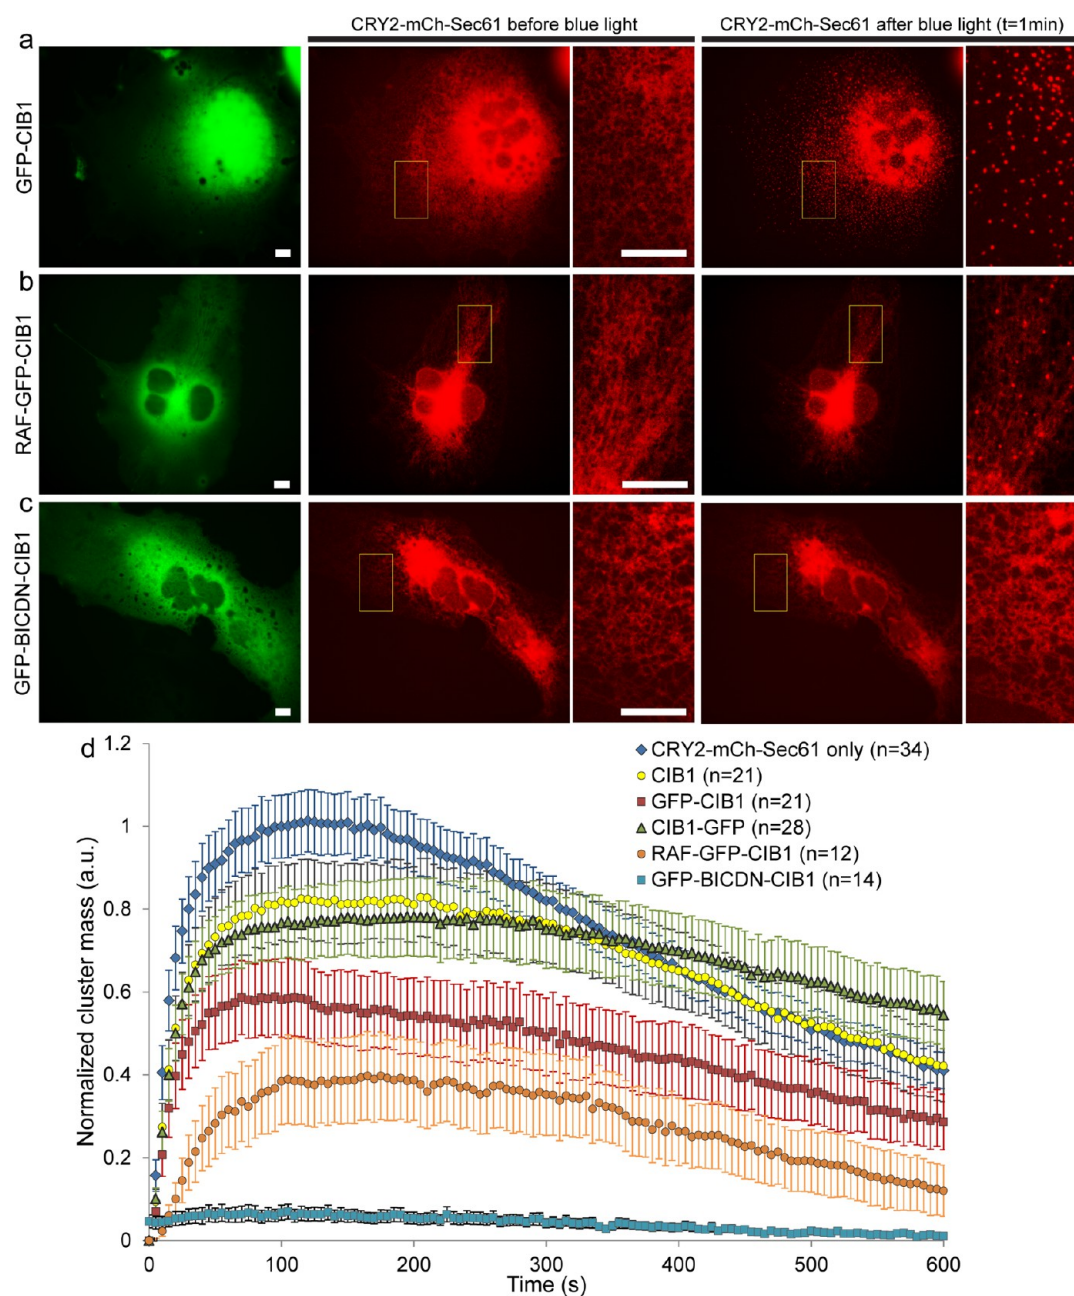 CRY2-mCh-Sec61 before blue light
CRY2-mCh-Sec61 after blue light (t=1min)
a
GFP-CIB1
b
RAF-GFP-CIB1
c
GFP-BICDN-CIB1
d
CRY2-mCh-Sec61 only (n=34)
CIB1 (n=21)
GFP-CIB1 (n=21)
CIB1-GFP (n=28)
RAF-GFP-CIB1 (n=12)
GFP-BICDN-CIB1 (n=14)
Normalized cluster mass (a.u.)
1.2
1
0.8
0.6
0.4
0.2
0
0 100 200 300 400 500 600
Time (s)